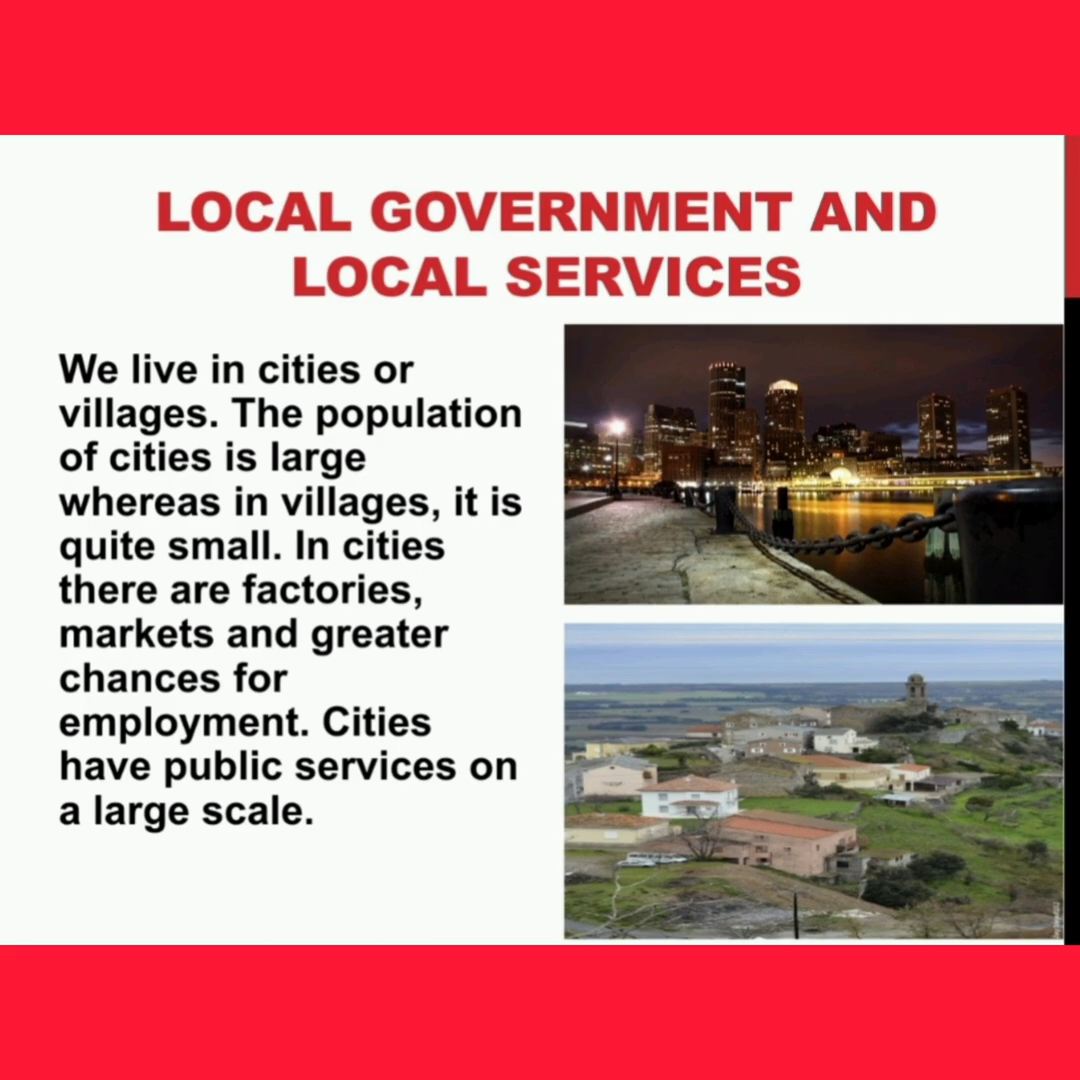 LOCAL GOVERNMENT AND
LOCAL SERVICES
We live in cities or
villages. The population
of cities is large
whereas in villages, it is
quite small. In cities
there are factories,
markets and greater
chances for
employment. Cities
have public services on
a large scale.